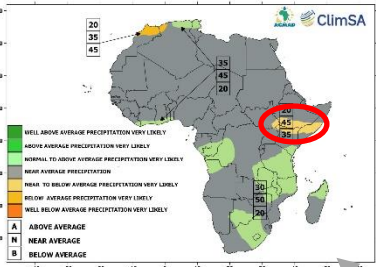 ACMAD
ClimSA
20
35
45
35
45
20
20
45
35
30
50
20
WELL ABOVE AVERAGE PRECIPITATION VERY LIKELY
ABOVE AVERAGE PRECIPITATION VERY LIKELY
NORMAL TO ABOVE AVERAGE PRECIPITATION VERY LIKELY
NEAR AVERAGE PRECIPITATION
NEAR TO BELOW AVERAGE PRECIPITATION VERY LIKELY
BELOW AVERAGE PRECIPITATION VERY LIKELY
WELL BELOW AVERAGE PRECIPITATION VERY LIKELY
A ABOVE AVERAGE
N NEAR AVERAGE
B BELOW AVERAGE